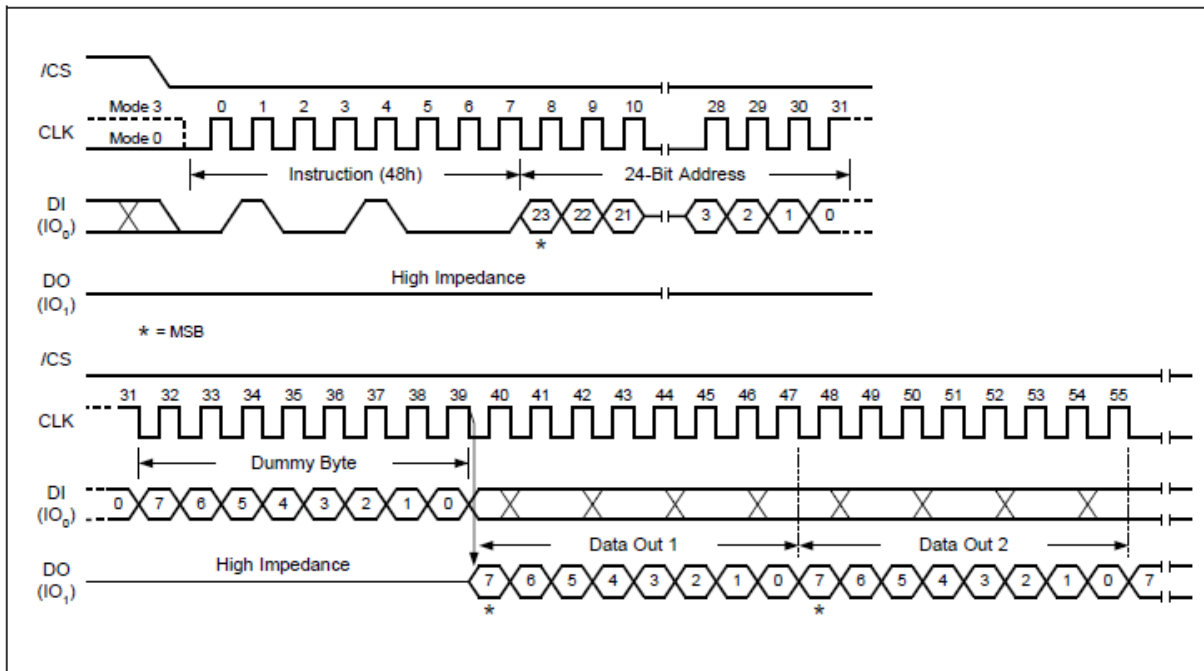 /CS
Mode 3 0 1 2 3 4 5 6 7 8 9 10 28 29 30 31
CLK
Mode 0
Instruction (48h) 24-Bit Address
DI
(IO0) 23 22 21 3 2 1 0
*
High Impedance
DO
(IO1)
* = MSB
/CS
31 32 33 34 35 36 37 38 39 40 41 42 43 44 45 46 47 48 49 50 51 52 53 54 55
CLK
Dummy Byte
DI
(IO0) 0 7 6 5 4 3 2 1 0
Data Out 1 Data Out 2
High Impedance
DO
(IO1) 7 6 5 4 3 2 1 0 7 6 5 4 3 2 1 0 7
* *